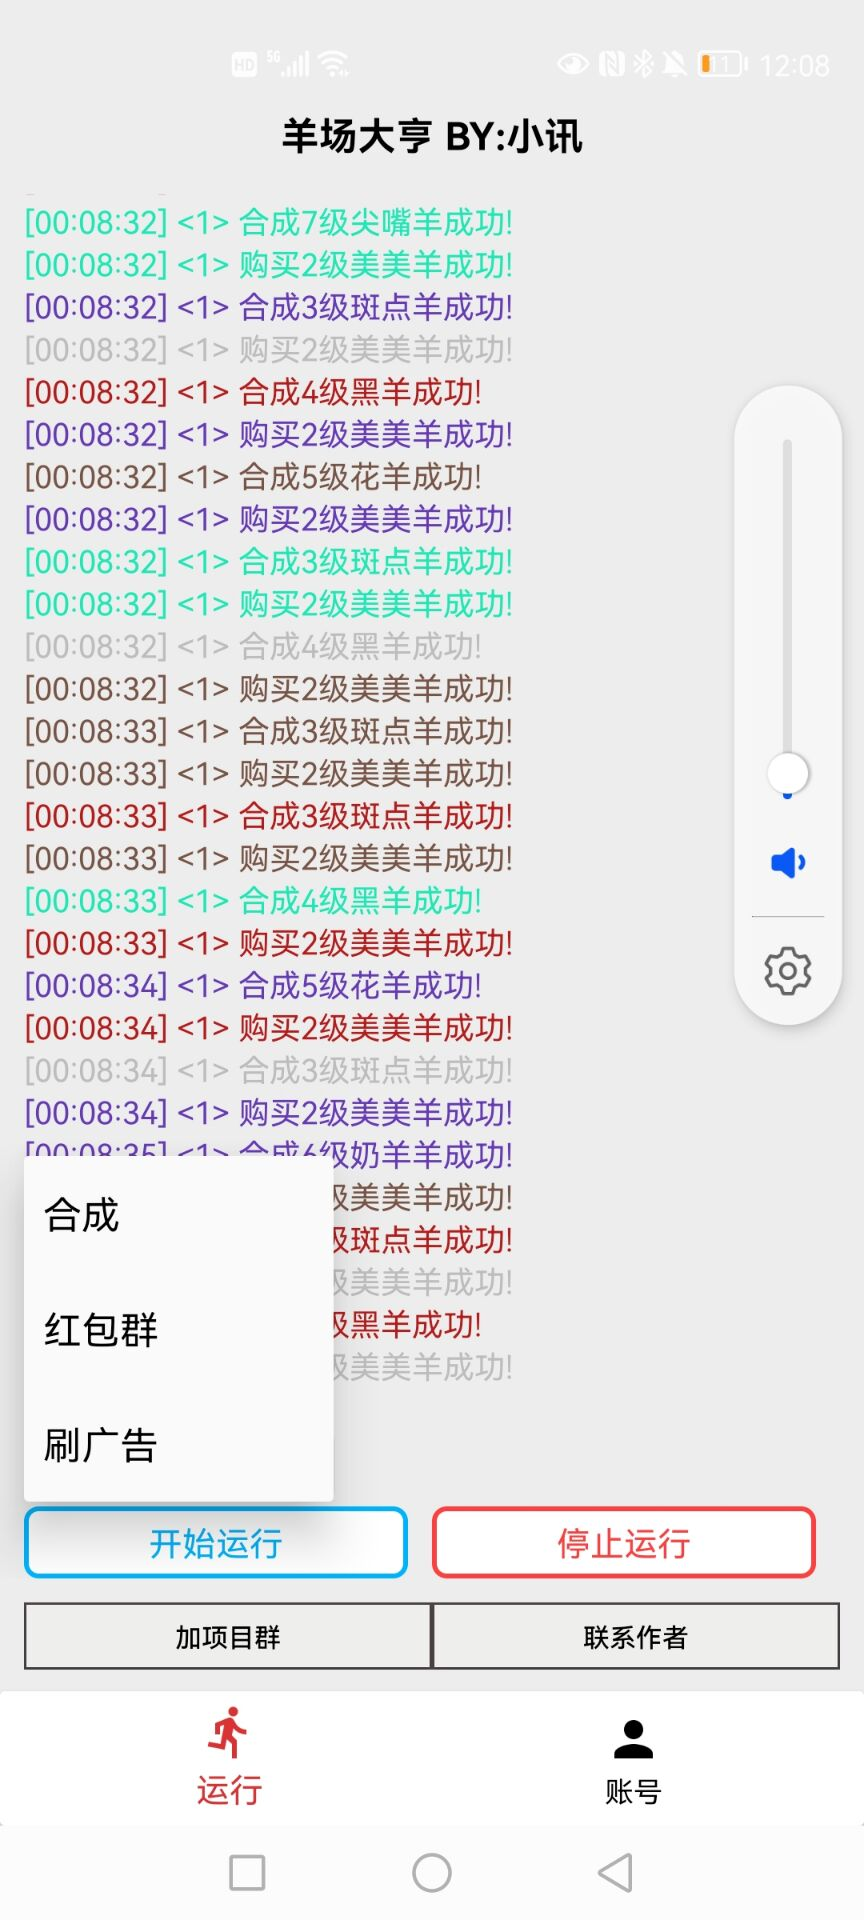 HD 5G 11 12:08
羊场大亨 BY:小讯
[00:08:32] <1> 合成7级尖嘴羊成功!
[00:08:32] <1> 购买2级美美羊成功!
[00:08:32] <1> 合成3级斑点羊成功!
[00:08:32] <1> 购买2级美美羊成功!
[00:08:32] <1> 合成4级黑羊成功!
[00:08:32] <1> 购买2级美美羊成功!
[00:08:32] <1> 合成5级花羊成功!
[00:08:32] <1> 购买2级美美羊成功!
[00:08:32] <1> 合成3级斑点羊成功!
[00:08:32] <1> 购买2级美美羊成功!
[00:08:32] <1> 合成4级黑羊成功!
[00:08:32] <1> 购买2级美美羊成功!
[00:08:33] <1> 合成3级斑点羊成功!
[00:08:33] <1> 购买2级美美羊成功!
[00:08:33] <1> 合成3级斑点羊成功!
[00:08:33] <1> 购买2级美美羊成功!
[00:08:33] <1> 合成4级黑羊成功!
[00:08:33] <1> 购买2级美美羊成功!
[00:08:34] <1> 合成5级花羊成功!
[00:08:34] <1> 购买2级美美羊成功!
[00:08:34] <1> 合成3级斑点羊成功!
[00:08:34] <1> 购买2级美美羊成功!
[00:08:35] <1> 合成6级奶羊羊成功!
级美美羊成功!
级斑点羊成功!
级美美羊成功!
级黑羊成功!
级美美羊成功!
合成
红包群
刷广告
开始运行 停止运行
加项目群 联系作者
运行 账号